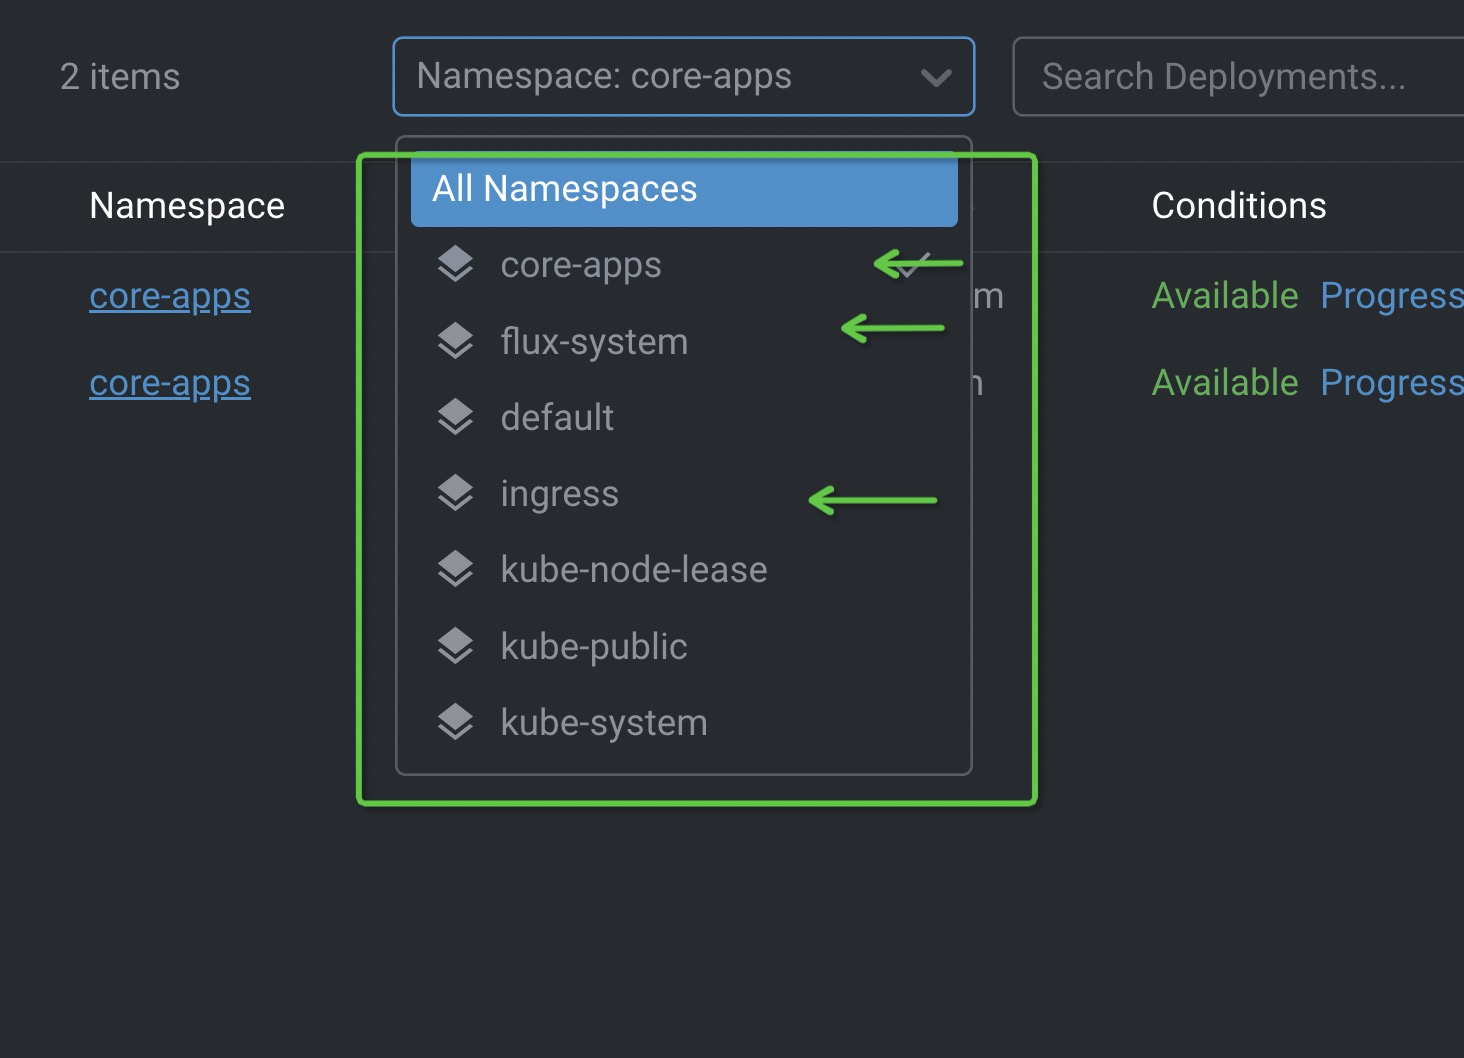 2 items
Namespace: core-apps
Search Deployments...
Namespace
Conditions
core-apps
Available Progress
core-apps
Available Progress
All Namespaces
core-apps
flux-system
default
ingress
kube-node-lease
kube-public
kube-system